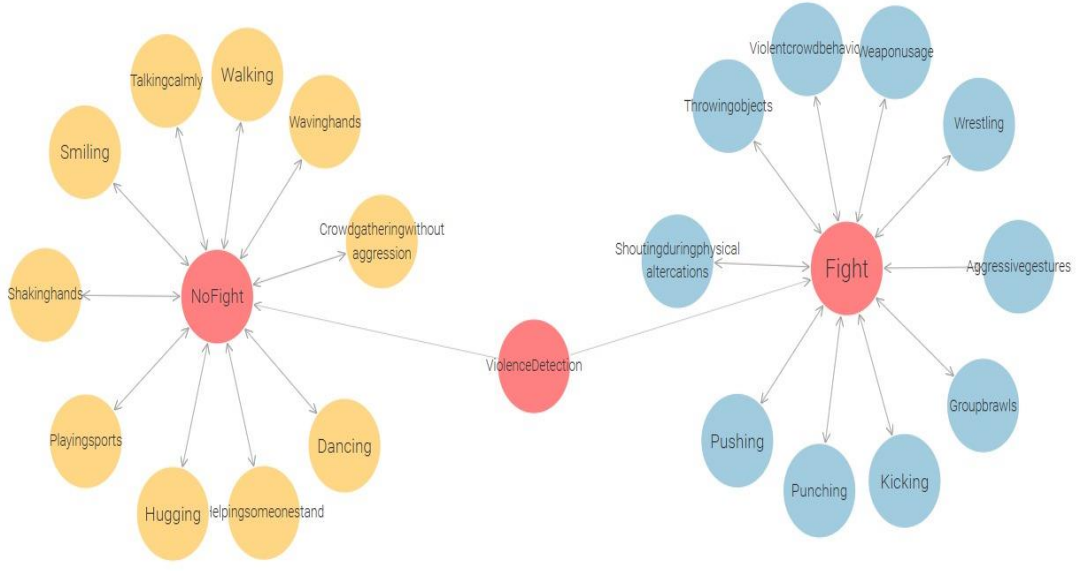 Talkingcalmly
Walking
Wavinghands
Smiling
Crowdgatheringwithout
aggression
Shakinghands
NoFight
Playingsports
Dancing
Hugging
Helpingsomeonestand
ViolenceDetection
Violentcrowdbehavio
Weaponusage
Throwingobjects
Wrestling
Shoutingduringphysical
altercations
Fight
Aggressivegestures
Groupbrawls
Pushing
Punching
Kicking